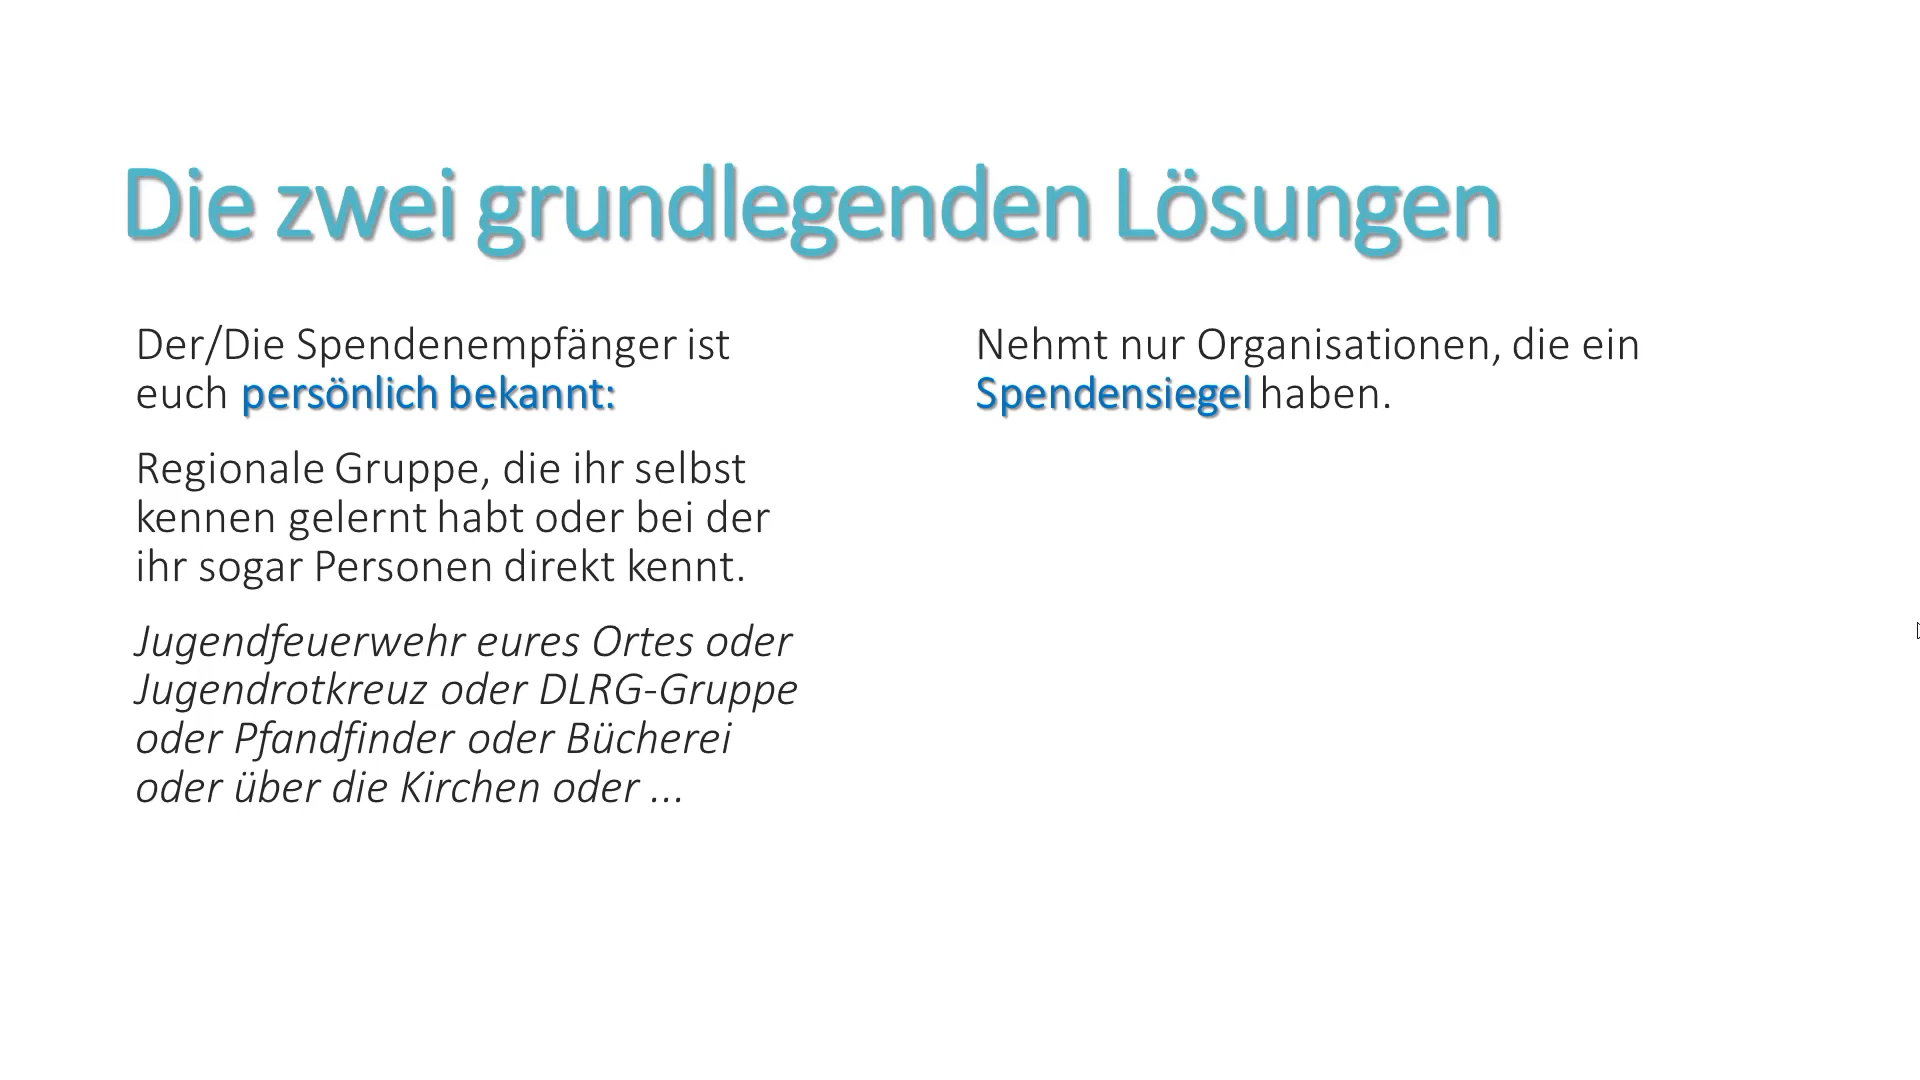 Die zwei grundlegenden Lösungen
Der/Die Spendenempfänger ist
euch persönlich bekannt:
Regionale Gruppe, die ihr selbst
kennen gelernt habt oder bei der
ihr sogar Personen direkt kennt.
Jugendfeuerwehr eures Ortes oder
Jugendrotkreuz oder DLRG-Gruppe
oder Pfandfinder oder Bücherei
oder über die Kirchen oder ...
Nehmt nur Organisationen, die ein
Spendensiegel haben.